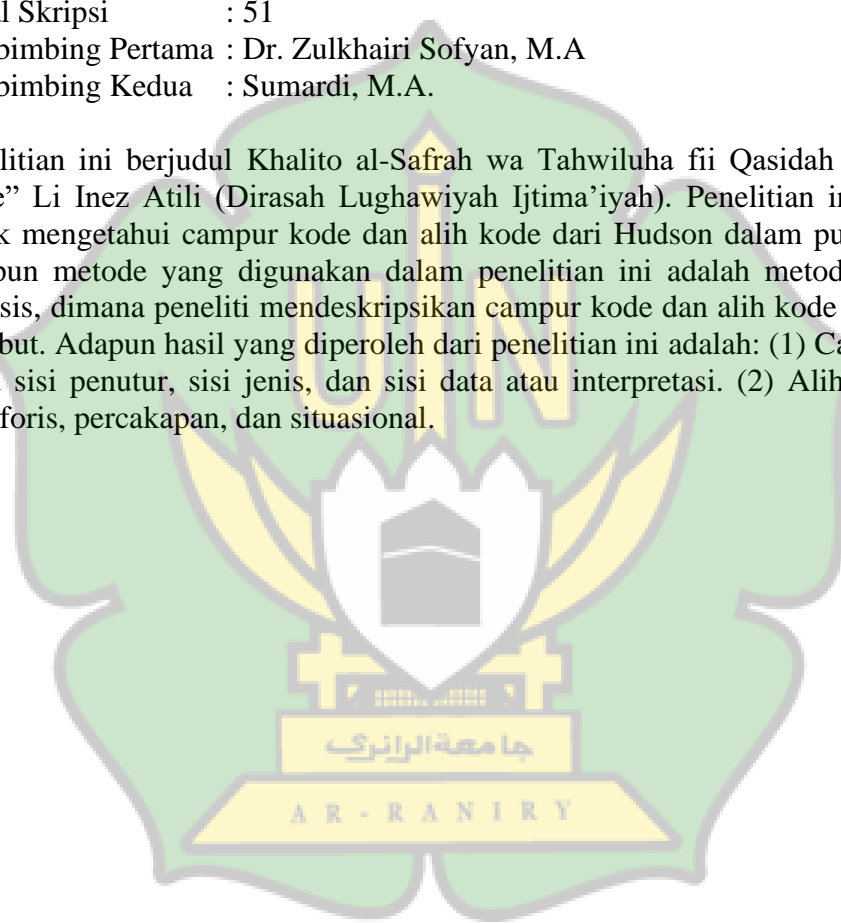 l Skripsi : 51
bimbing Pertama : Dr. Zulkhairi Sofyan, M.A
bimbing Kedua : Sumardi, M.A.
litian ini berjudul Khalito al-Safrah wa Tahwiluha fii Qasidah
e” Li Inez Atili (Dirasah Lughawiyah Ijtima’iyah). Penelitian in
k mengetahui campur kode dan alih kode dari Hudson dalam pu
pun metode yang digunakan dalam penelitian ini adalah metod
sis, dimana peneliti mendeskripsikan campur kode dan alih kode
but. Adapun hasil yang diperoleh dari penelitian ini adalah: (1) Ca
sisi penutur, sisi jenis, dan sisi data atau interpretasi. (2) Alih
foris, percakapan, dan situasional.
UIN
جامعة الرانري
AR-RANIRY